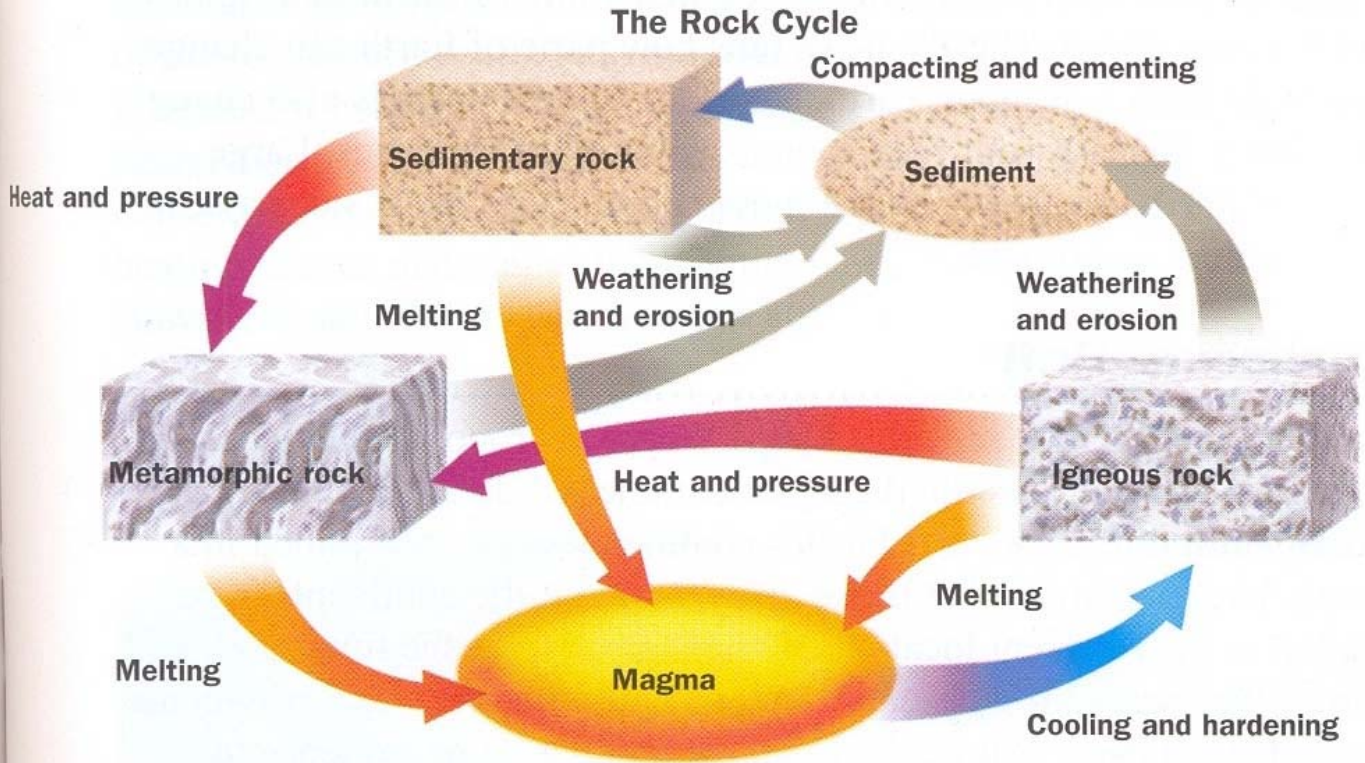 The Rock Cycle
Compacting and cementing
Sedimentary rock
Sediment
Heat and pressure
Weathering
and erosion
Weathering
and erosion
Melting
Metamorphic rock
Heat and pressure
Igneous rock
Melting
Melting
Magma
Cooling and hardening